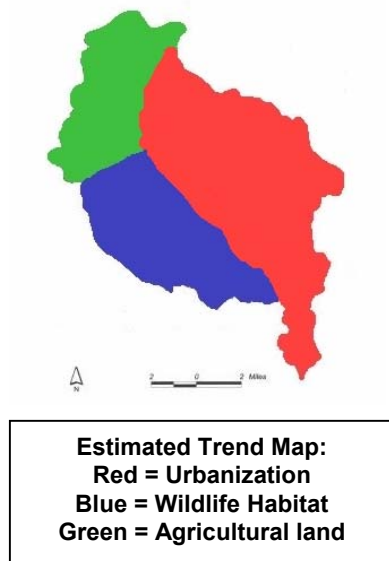 N
2 0 2 Miles
Estimated Trend Map:
Red = Urbanization
Blue = Wildlife Habitat
Green = Agricultural land